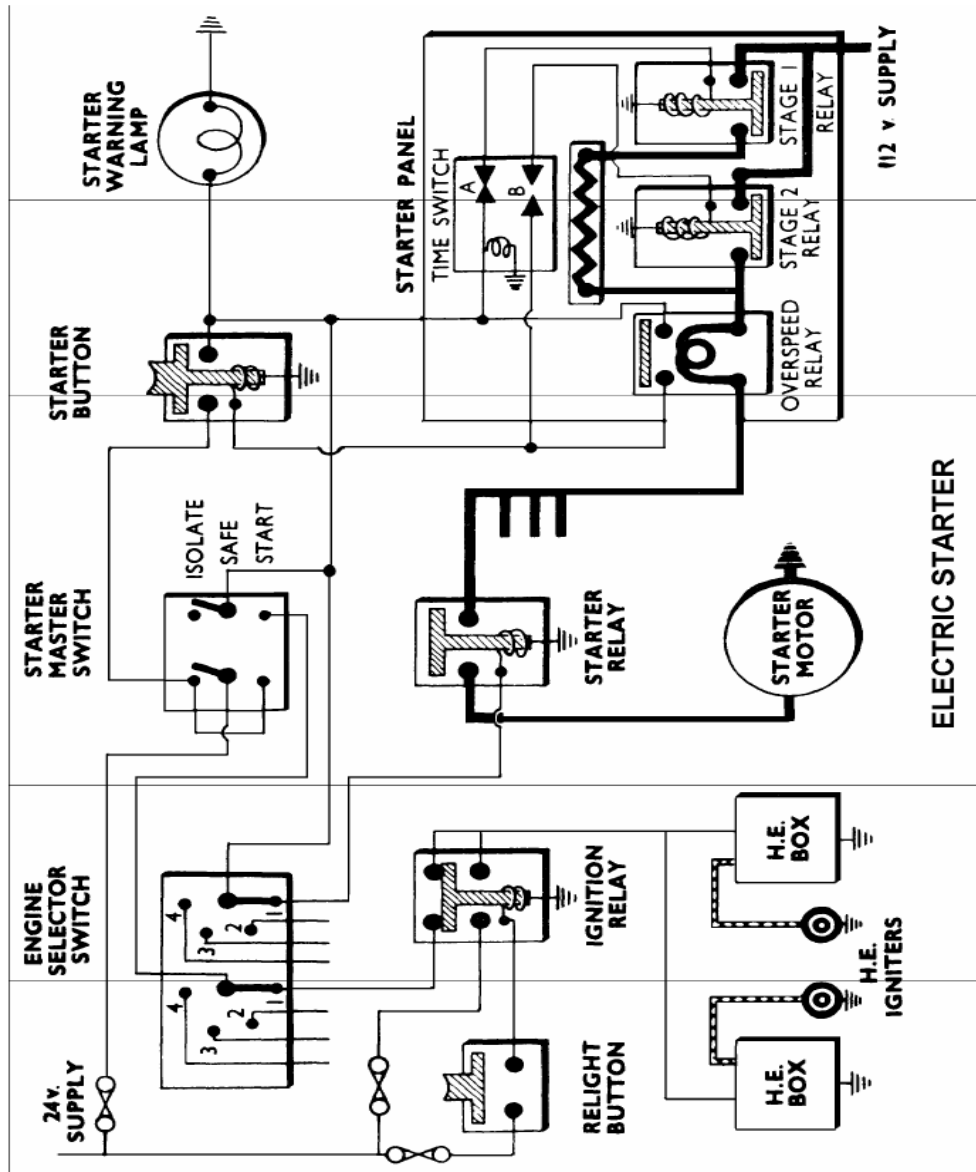 24v.
SUPPLY
ENGINE
SELECTOR
SWITCH
4
3
2
1
4
3
2
1
STARTER
MASTER
SWITCH
ISOLATE
SAFE
START
STARTER
BUTTON
STARTER
WARNING
LAMP
RELIGHT
BUTTON
IGNITION
RELAY
STARTER
RELAY
STARTER PANEL
TIME SWITCH
A
B
OVERSPEED
RELAY
STAGE 2
RELAY
STAGE 1
RELAY
(12 v. SUPPLY
H.E.
BOX
H.E.
IGNITERS
H.E.
BOX
STARTER
MOTOR
ELECTRIC STARTER